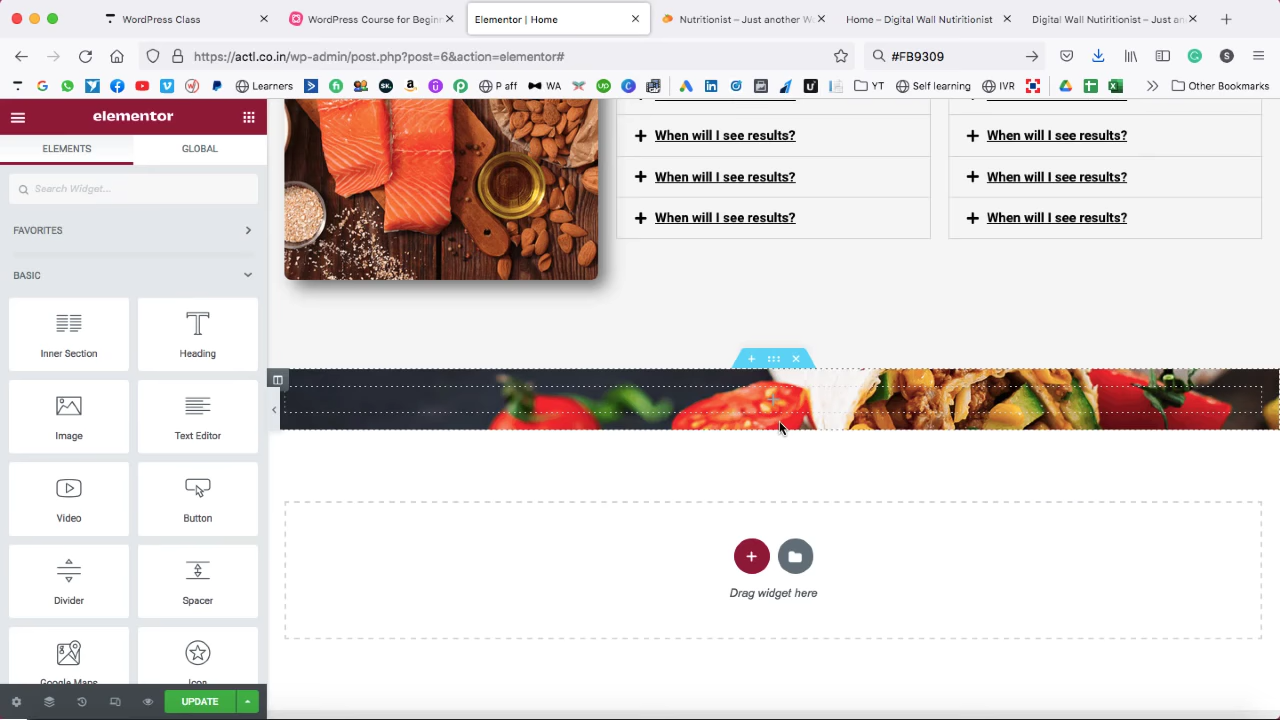 WordPress Class
WordPress Course for Beginn
Elementor | Home
Nutritionist – Just another W
Home – Digital Wall Nutiritionist
Digital Wall Nutiritionist – Just an
https://actl.co.in/wp-admin/post.php?post=6&action=elementor#
#FB9309
Learners
P aff
WA
YT
Self learning
IVR
Other Bookmarks
elementor
ELEMENTS
GLOBAL
Search Widget...
FAVORITES
BASIC
Inner Section
Heading
Image
Text Editor
Video
Button
Divider
Spacer
Google Maps
Icon
UPDATE
When will I see results?
When will I see results?
When will I see results?
When will I see results?
When will I see results?
When will I see results?
Drag widget here